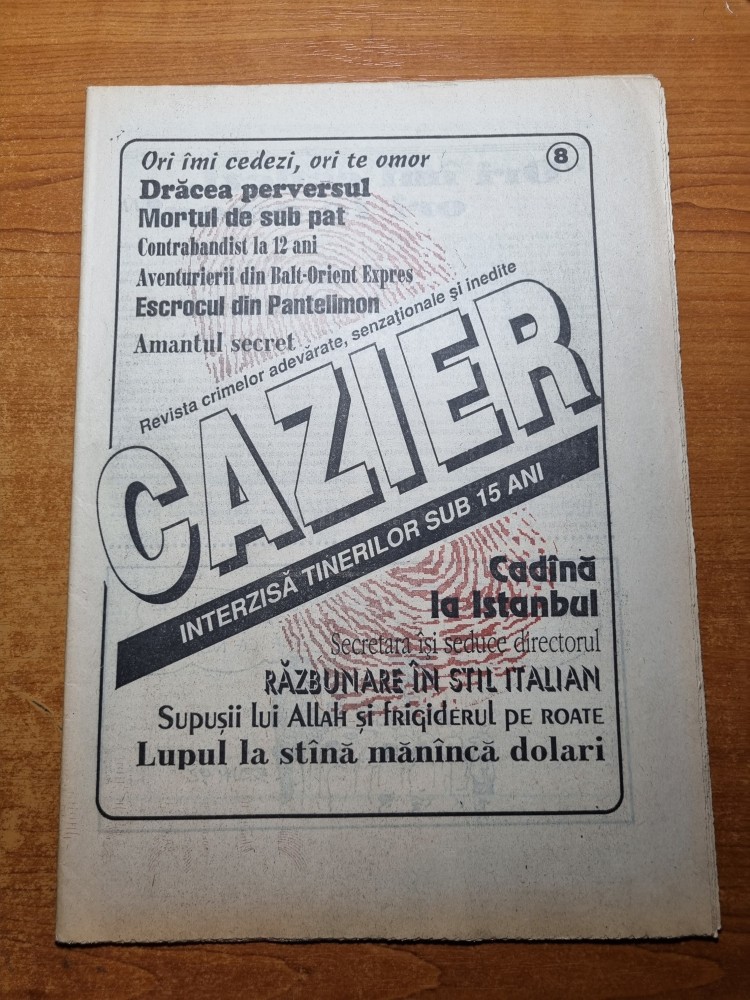 Ori îmi cedezi, ori te omor
8
Drăcea perversul
Mortul de sub pat
Contrabandist la 12 ani
Aventurierii din Balt-Orient Expres
Escrocul din Pantelimon
Amantul secret
Revista crimelor adevărate, senzaţionale şi inedite
CAZIER
INTERZISĂ TINERILOR SUB 15 ANI
Cadînă
la Istanbul
Secretara îşi seduce directorul
RĂZBUNARE ÎN STIL ITALIAN
Supuşii lui Allah şi frigiderul pe roate
Lupul la stînă mănîncă dolari